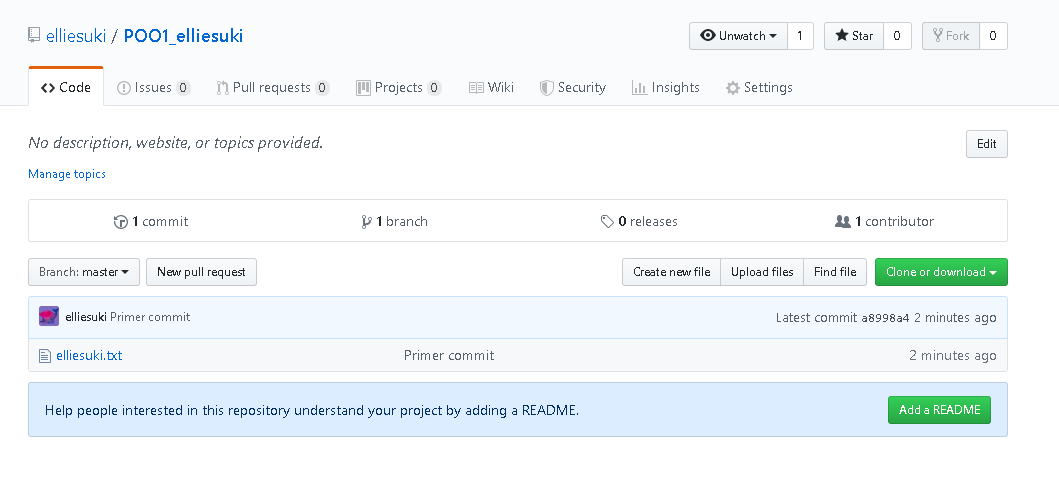 elliesuki / POO1_elliesuki
Unwatch 1 Star 0 Fork 0
Code Issues 0 Pull requests 0 Projects 0 Wiki Security Insights Settings
No description, website, or topics provided. Edit
Manage topics
1 commit 1 branch 0 releases 1 contributor
Branch: master New pull request Create new file Upload files Find file Clone or download
elliesuki Primer commit Latest commit a8998a4 2 minutes ago
elliesuki.txt Primer commit 2 minutes ago
Help people interested in this repository understand your project by adding a README. Add a README